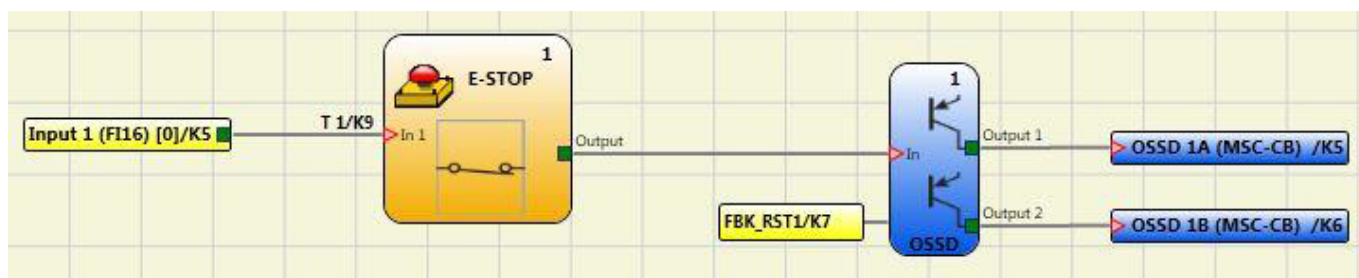 Input 1 (FI16) [0]/K5
T 1/K9
1
E-STOP
In 1
Output
FBK_RST1/K7
1
In
Output 1
Output 2
OSSD
OSSD 1A (MSC-CB) /K5
OSSD 1B (MSC-CB) /K6